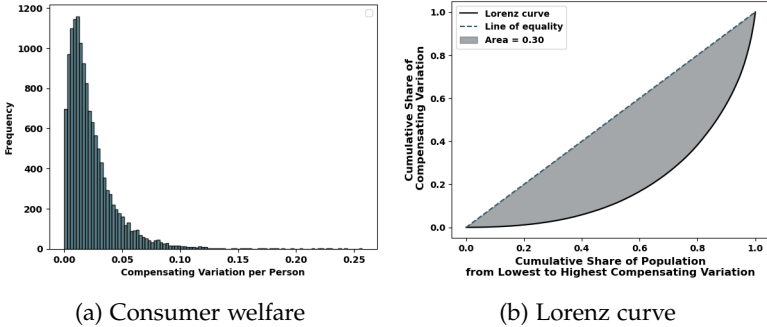 1200
1000
800
600
400
200
0
Frequency
0.00 0.05 0.10 0.15 0.20 0.25
Compensating Variation per Person
(a) Consumer welfare
Lorenz curve
Line of equality
Area = 0.30
1.0
0.8
0.6
0.4
0.2
0.0
Cumulative Share of
Compensating Variation
0.0 0.2 0.4 0.6 0.8 1.0
Cumulative Share of Population
from Lowest to Highest Compensating Variation
(b) Lorenz curve